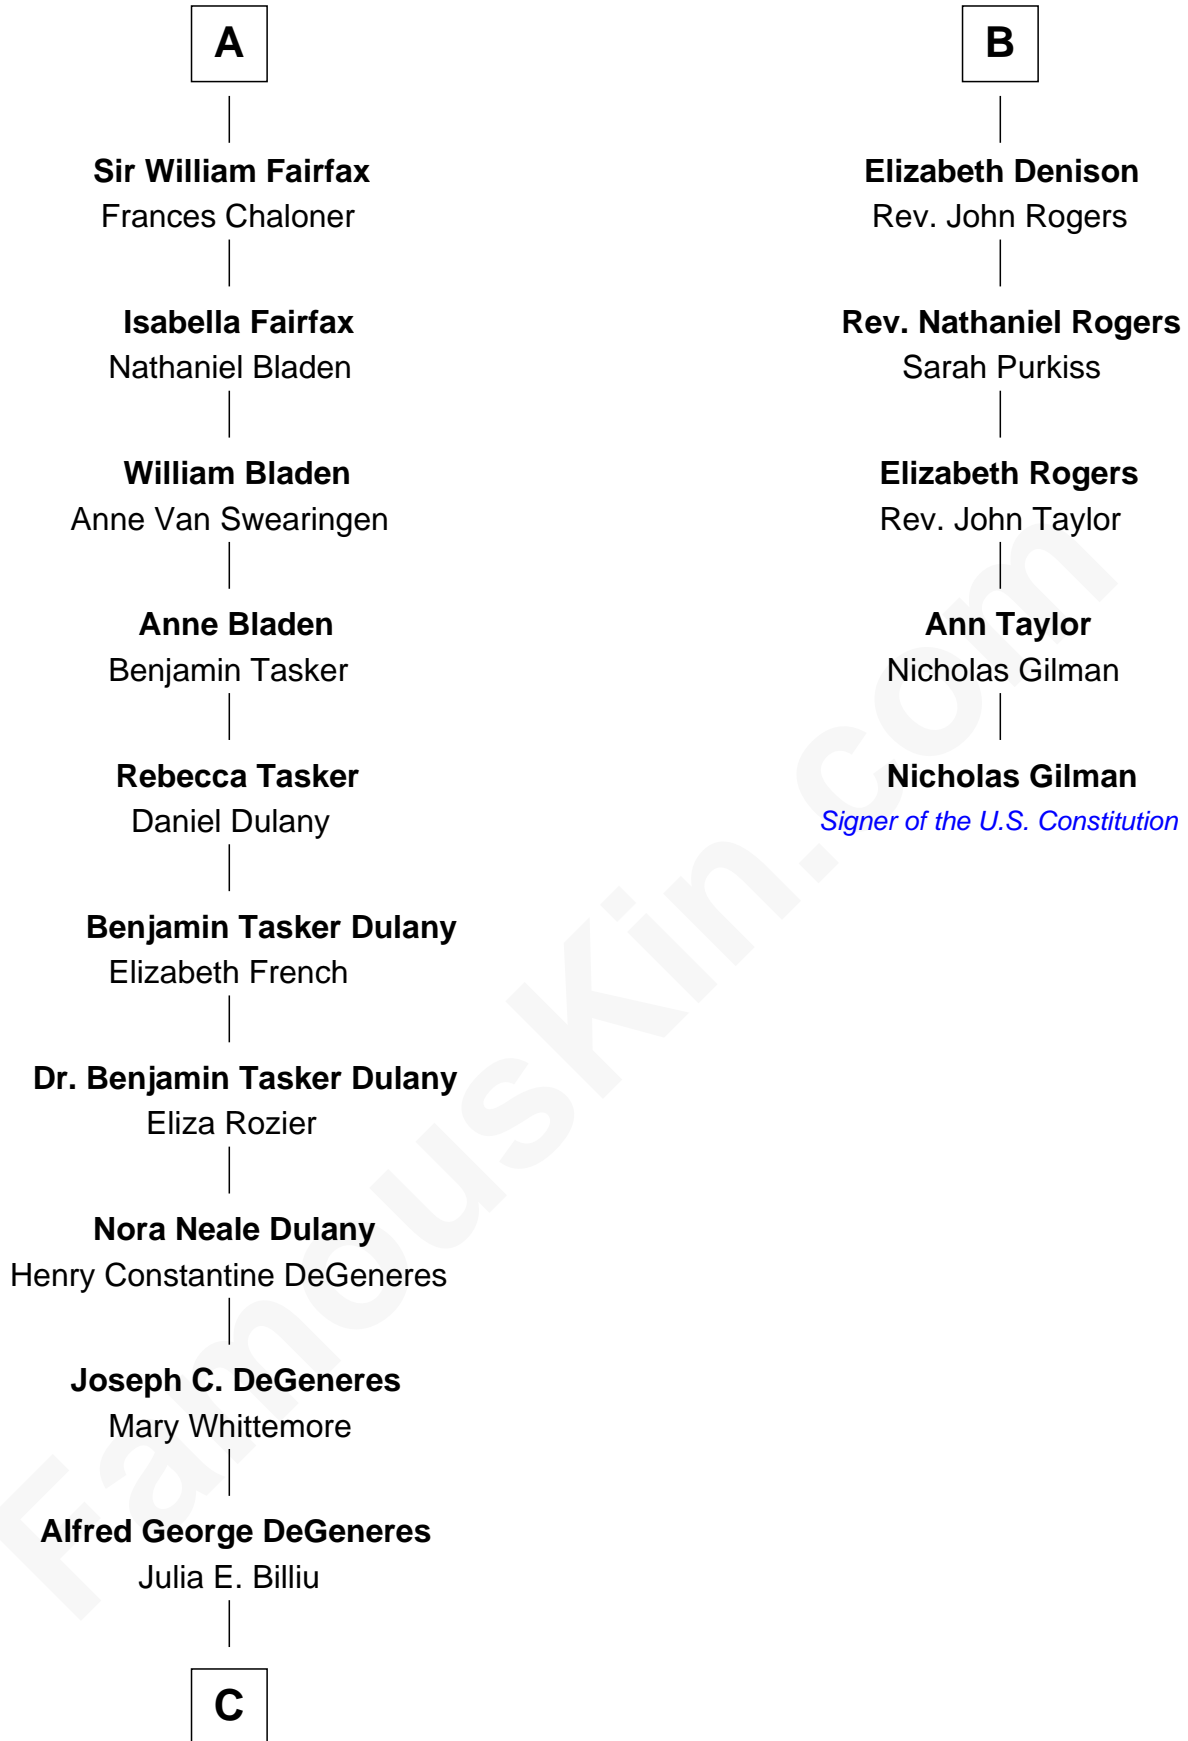 A
Sir William Fairfax
Frances Chaloner
Isabella Fairfax
Nathaniel Bladen
William Bladen
Anne Van Swearingen
Anne Bladen
Benjamin Tasker
Rebecca Tasker
Daniel Dulany
Benjamin Tasker Dulany
Elizabeth French
Dr. Benjamin Tasker Dulany
Eliza Rozier
Nora Neale Dulany
Henry Constantine DeGeneres
Joseph C. DeGeneres
Mary Whittemore
Alfred George DeGeneres
Julia E. Billiu
C
B
Elizabeth Denison
Rev. John Rogers
Rev. Nathaniel Rogers
Sarah Purkiss
Elizabeth Rogers
Rev. John Taylor
Ann Taylor
Nicholas Gilman
Nicholas Gilman
Signer of the U.S. Constitution
FamousKin.com